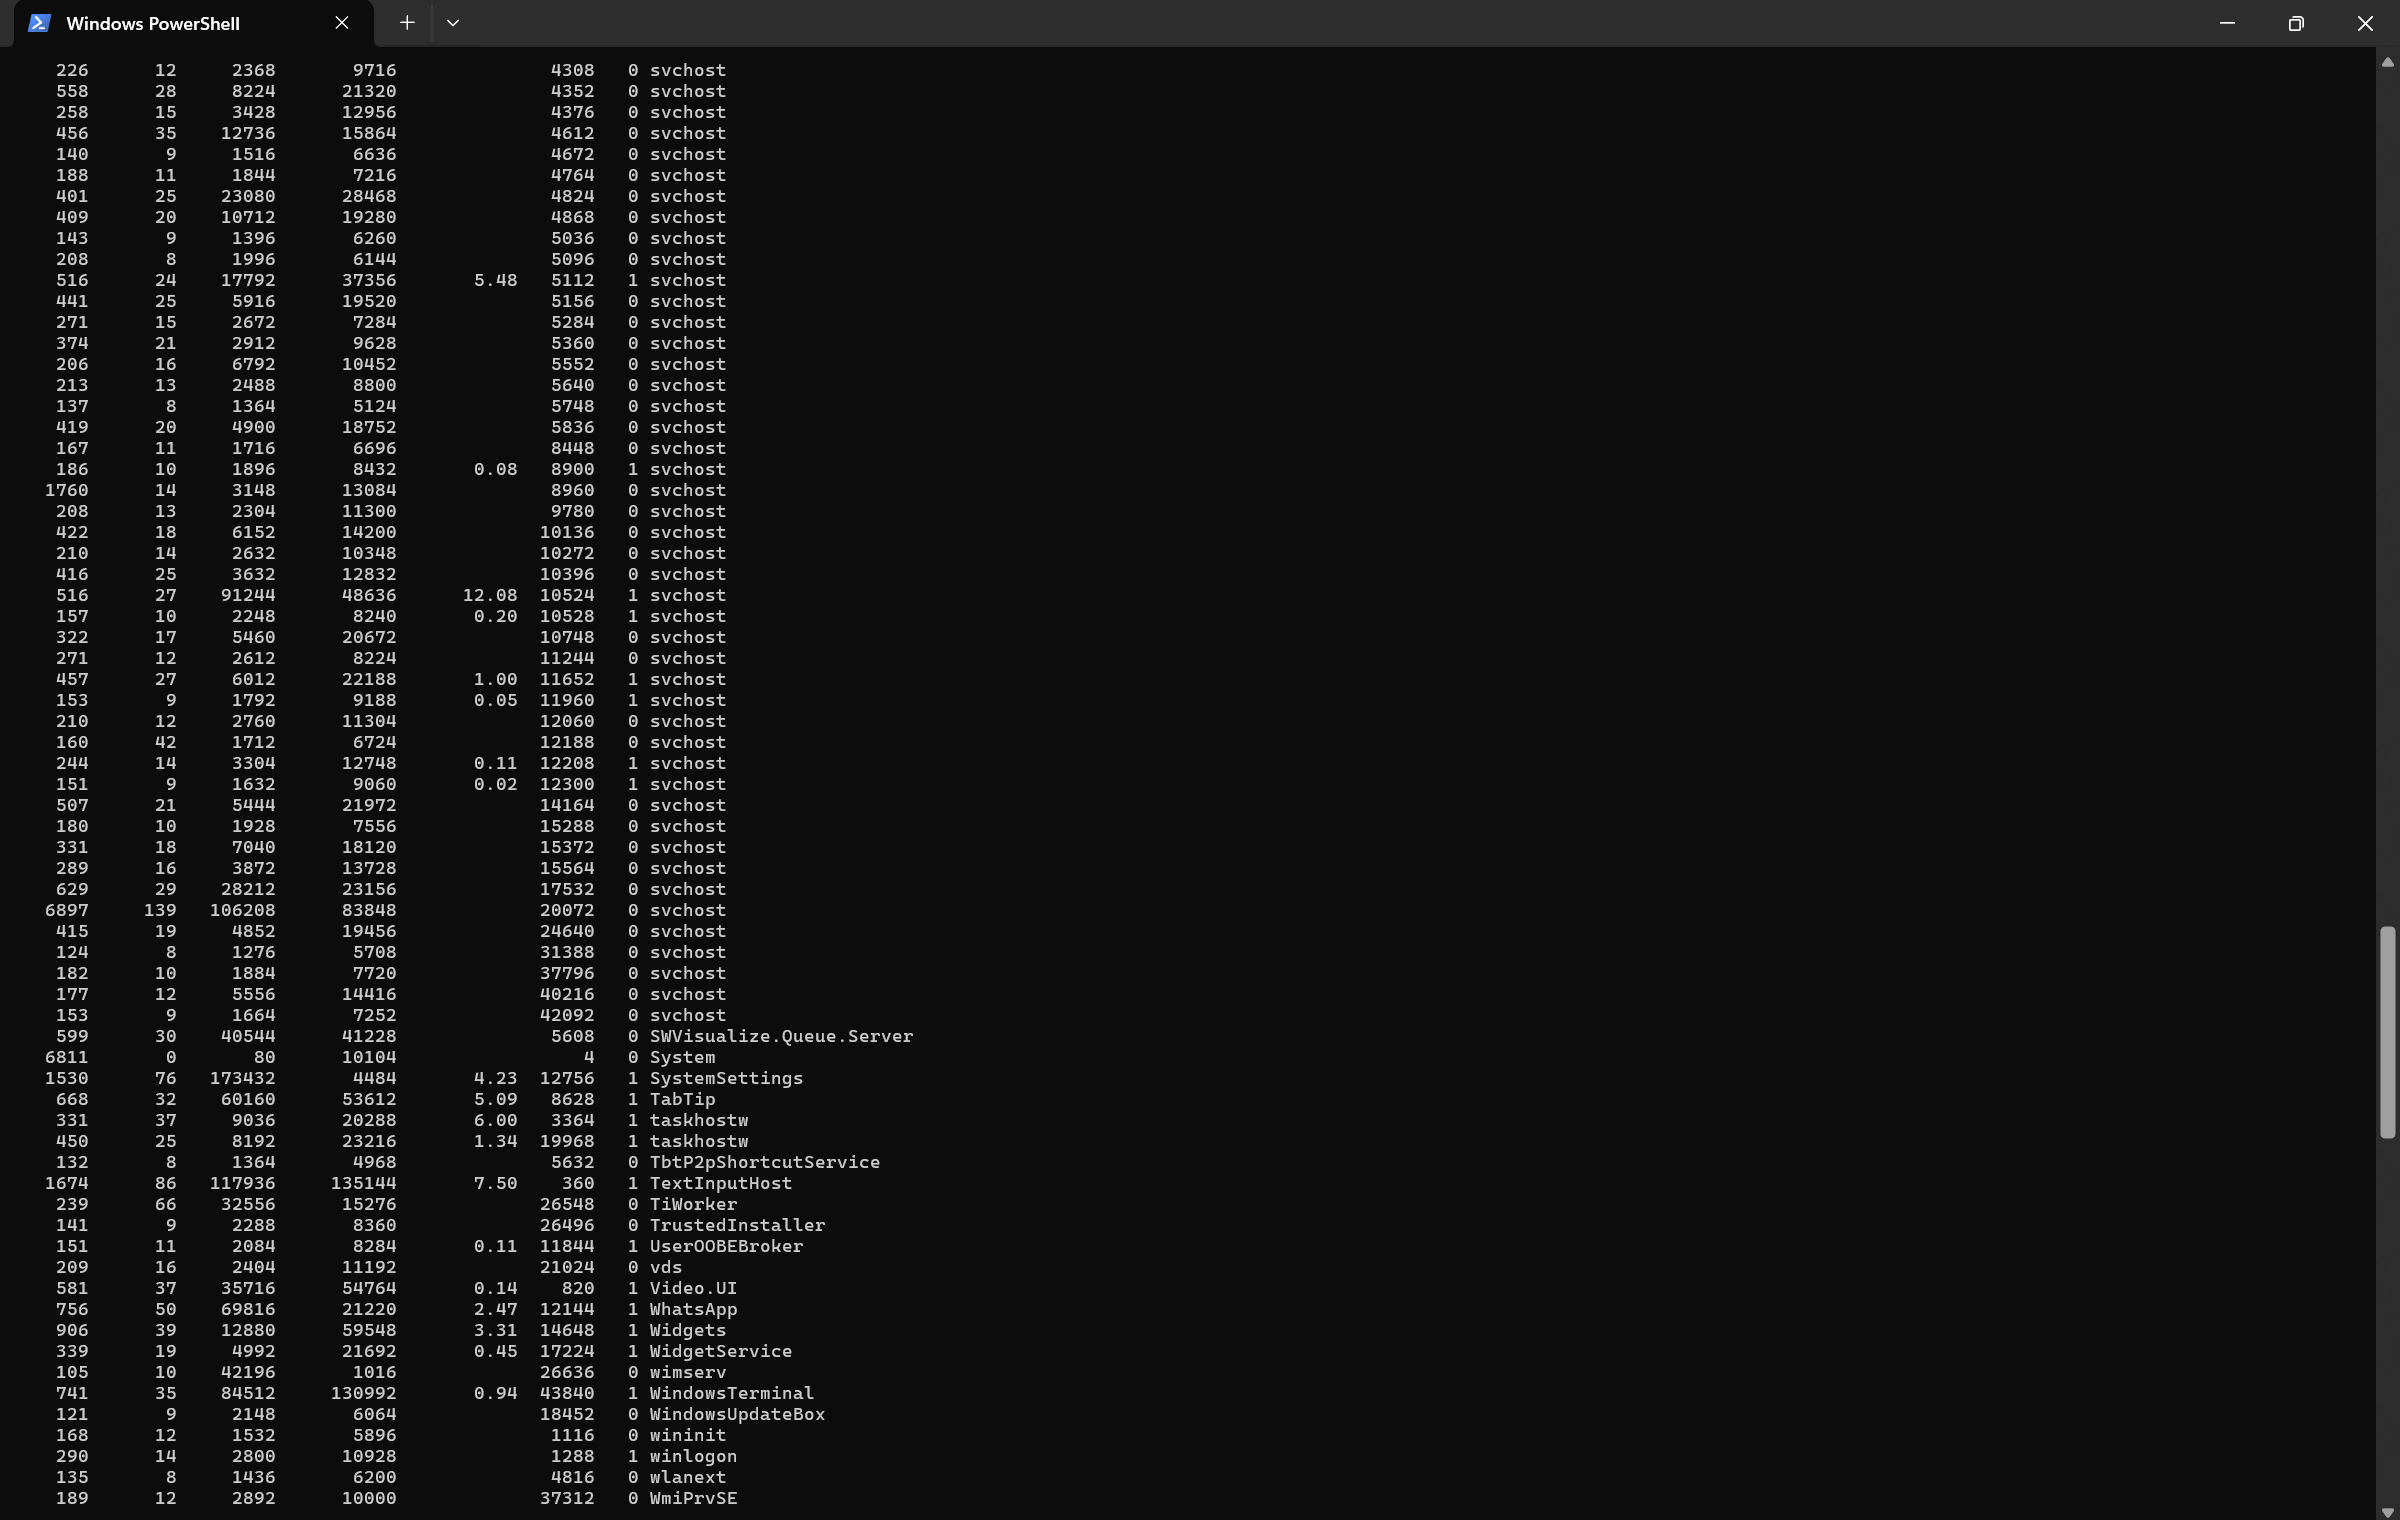 Windows PowerShell
226 12 2368 9716 4308 0 svchost
558 28 8224 21320 4352 0 svchost
258 15 3428 12956 4376 0 svchost
456 35 12736 15864 4612 0 svchost
140 9 1516 6636 4672 0 svchost
188 11 1844 7216 4764 0 svchost
401 25 23080 28468 4824 0 svchost
409 20 10712 19280 4868 0 svchost
143 9 1396 6260 5036 0 svchost
208 8 1996 6144 5096 0 svchost
516 24 17792 37356 5.48 5112 1 svchost
441 25 5916 19520 5156 0 svchost
271 15 2672 7284 5284 0 svchost
374 21 2912 9628 5360 0 svchost
206 16 6792 10452 5552 0 svchost
213 13 2488 8800 5640 0 svchost
137 8 1364 5124 5748 0 svchost
419 20 4900 18752 5836 0 svchost
167 11 1716 6696 8448 0 svchost
186 10 1896 8432 0.08 8900 1 svchost
1760 14 3148 13084 8960 0 svchost
208 13 2304 11300 9780 0 svchost
422 18 6152 14200 10136 0 svchost
210 14 2632 10348 10272 0 svchost
416 25 3632 12832 10396 0 svchost
516 27 91244 48636 12.08 10524 1 svchost
157 10 2248 8240 0.20 10528 1 svchost
322 17 5460 20672 10748 0 svchost
271 12 2612 8224 11244 0 svchost
457 27 6012 22188 1.00 11652 1 svchost
153 9 1792 9188 0.05 11960 1 svchost
210 12 2760 11304 12060 0 svchost
160 42 1712 6724 12188 0 svchost
244 14 3304 12748 0.11 12208 1 svchost
151 9 1632 9060 0.02 12300 1 svchost
507 21 5444 21972 14164 0 svchost
180 10 1928 7556 15288 0 svchost
331 18 7040 18120 15372 0 svchost
289 16 3872 13728 15564 0 svchost
629 29 28212 23156 17532 0 svchost
6897 139 106208 83848 20072 0 svchost
415 19 4852 19456 24640 0 svchost
124 8 1276 5708 31388 0 svchost
182 10 1884 7720 37796 0 svchost
177 12 5556 14416 40216 0 svchost
153 9 1664 7252 42092 0 svchost
599 30 40544 41228 5608 0 SWVisualize.Queue.Server
6811 0 80 10104 4 0 System
1530 76 173432 4484 4.23 12756 1 SystemSettings
668 32 60160 53612 5.09 8628 1 TabTip
331 37 9036 20288 6.00 3364 1 taskhostw
450 25 8192 23216 1.34 19968 1 taskhostw
132 8 1364 4968 5632 0 TbtP2pShortcutService
1674 86 117936 135144 7.50 360 1 TextInputHost
239 66 32556 15276 26548 0 TiWorker
141 9 2288 8360 26496 0 TrustedInstaller
151 11 2084 8284 0.11 11844 1 UserOOBEBroker
209 16 2404 11192 21024 0 vds
581 37 35716 54764 0.14 820 1 Video.UI
756 50 69816 21220 2.47 12144 1 WhatsApp
906 39 12880 59548 3.31 14648 1 Widgets
339 19 4992 21692 0.45 17224 1 WidgetService
105 10 42196 1016 26636 0 wimserv
741 35 84512 130992 0.94 43840 1 WindowsTerminal
121 9 2148 6064 18452 0 WindowsUpdateBox
168 12 1532 5896 1116 0 wininit
290 14 2800 10928 1288 1 winlogon
135 8 1436 6200 4816 0 wlanext
189 12 2892 10000 37312 0 WmiPrvSE